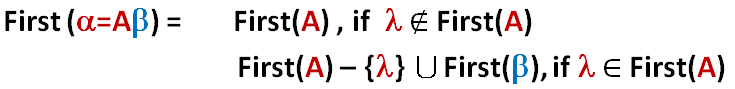 First (α=Aβ) = First(A) , if λ ∉ First(A)
First(A) – {λ} ∪ First(β), if λ ∈ First(A)